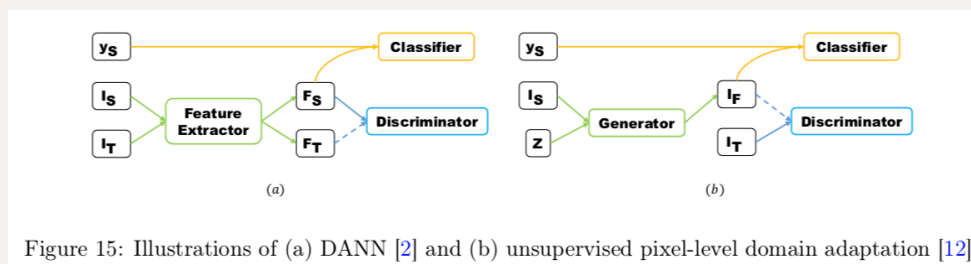 yS
Classifier
IS
Feature
Extractor
FS
IT
FT
Discriminator
(a)
yS
Classifier
IS
Generator
IF
Z
IT
Discriminator
(b)
Figure 15: Illustrations of (a) DANN [2] and (b) unsupervised pixel-level domain adaptation [12]